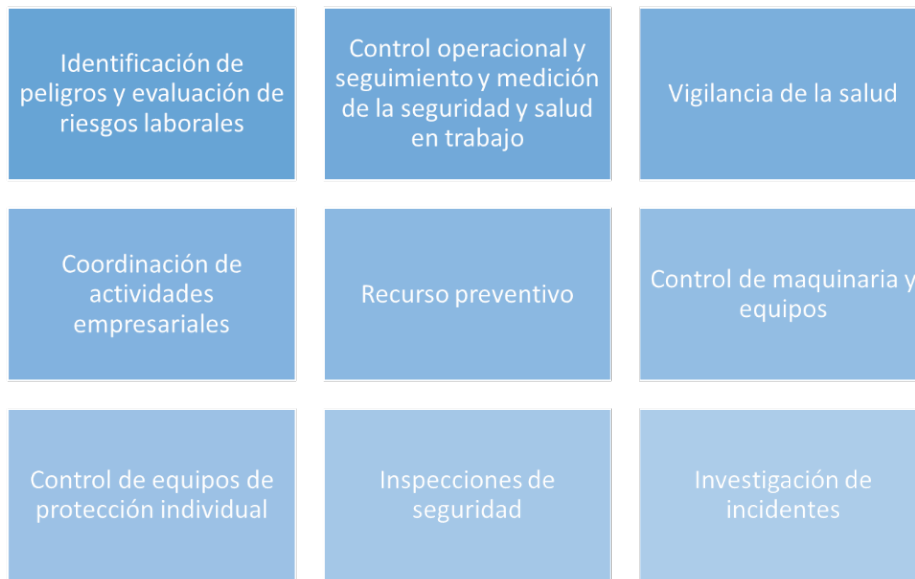 Identificación de
peligros y evaluación de
riesgos laborales
Control operacional y
seguimiento y medición
de la seguridad y salud
en trabajo
Vigilancia de la salud
Coordinación de
actividades
empresariales
Recurso preventivo
Control de maquinaria y
equipos
Control de equipos de
protección individual
Inspecciones de
seguridad
Investigación de
incidentes